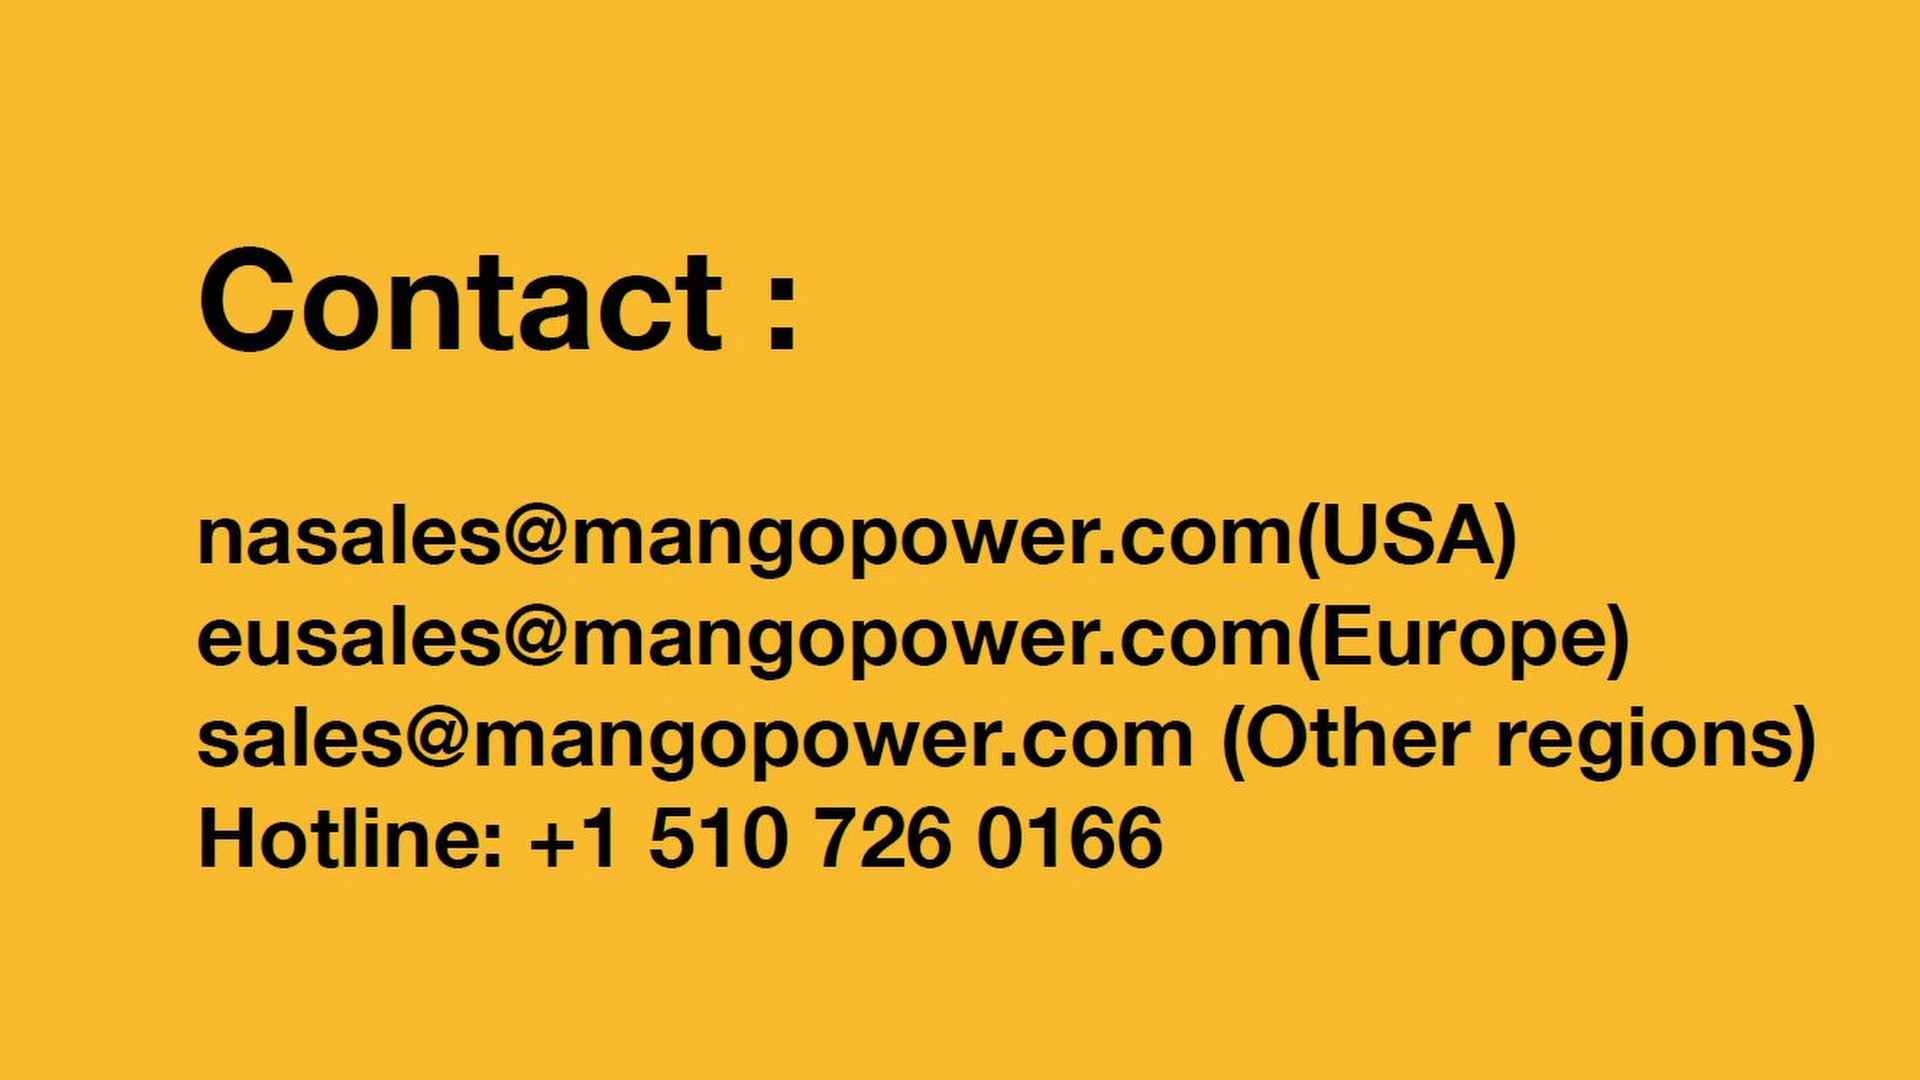 Contact :
nasales@mangopower.com(USA)
eusales@mangopower.com(Europe)
sales@mangopower.com (Other regions)
Hotline: +1 510 726 0166